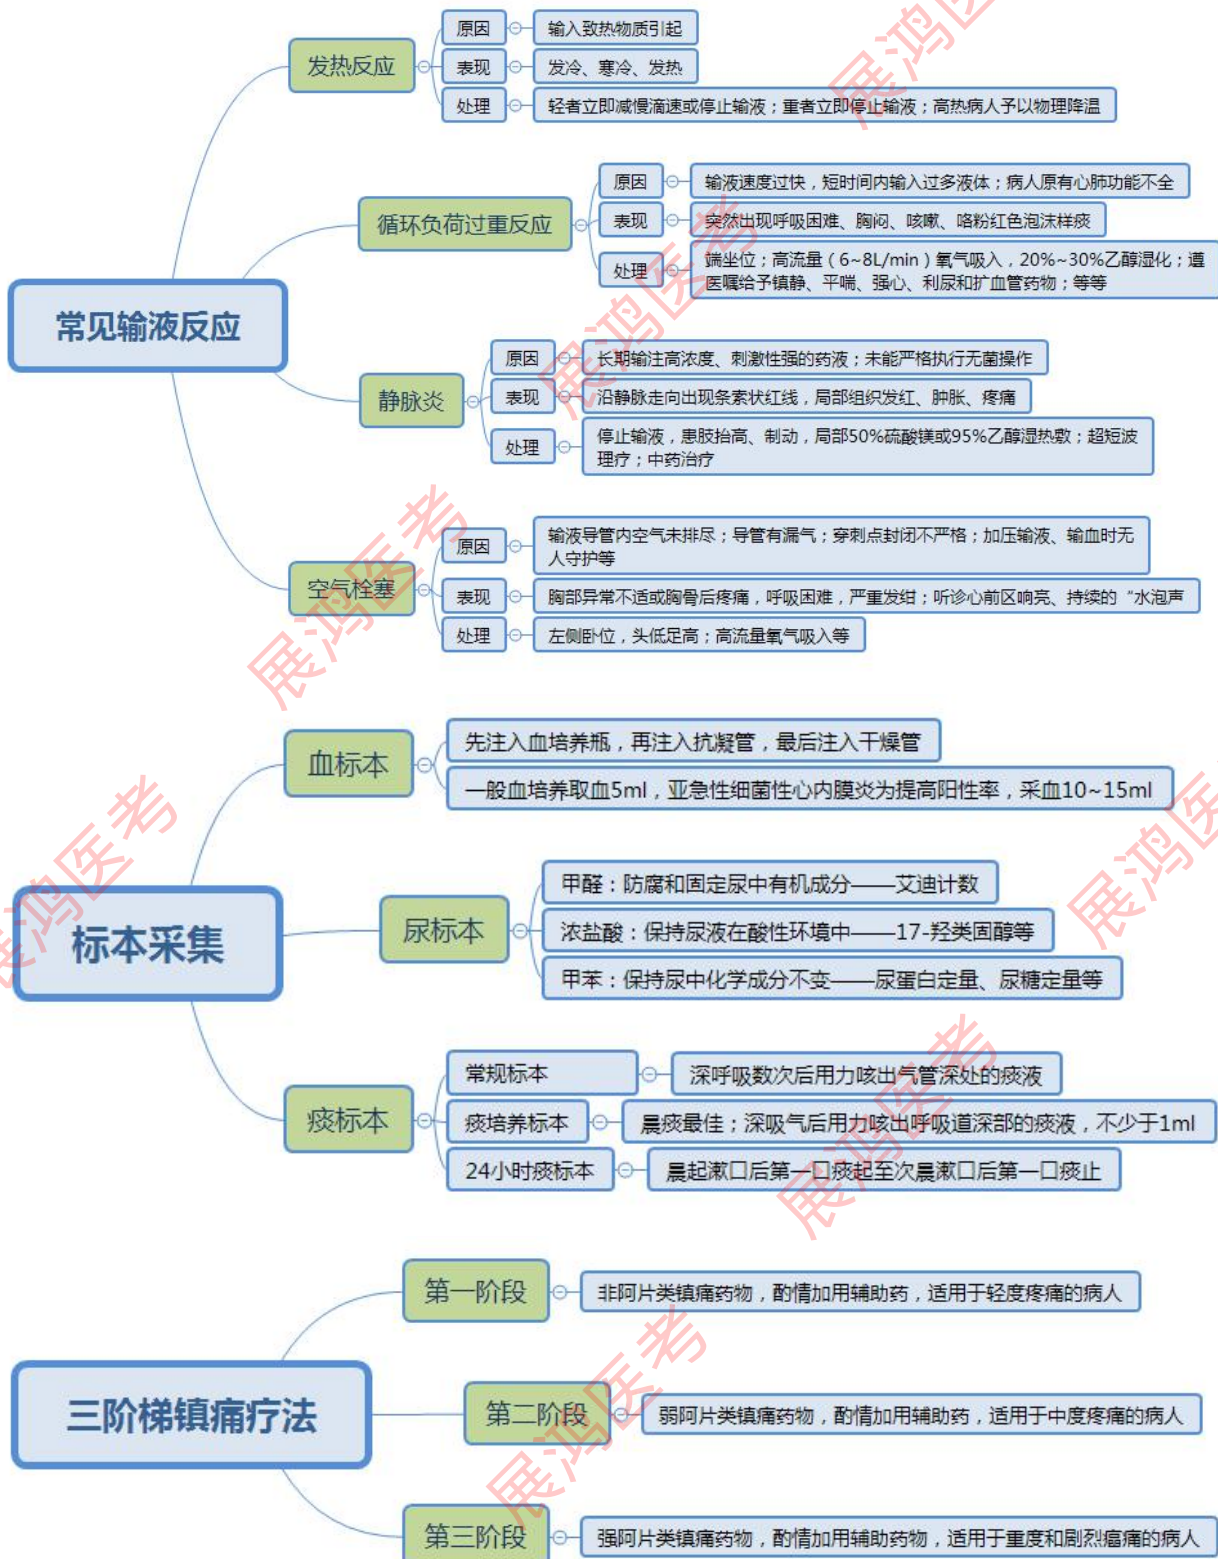 常见输液反应
发热反应
原因
输入致热物质引起
表现
发冷、寒冷、发热
处理
轻者立即减慢滴速或停止输液；重者立即停止输液；高热病人予以物理降温
循环负荷过重反应
原因
输液速度过快，短时间内输入过多液体；病人原有心肺功能不全
表现
突然出现呼吸困难、胸闷、咳嗽、咯粉红色泡沫样痰
处理
端坐位；高流量（6~8L/min）氧气吸入，20%~30%乙醇湿化；遵
医嘱给予镇静、平喘、强心、利尿和扩血管药物；等等
静脉炎
原因
长期输注高浓度、刺激性强的药液；未能严格执行无菌操作
表现
沿静脉走向出现条索状红线，局部组织发红、肿胀、疼痛
处理
停止输液，患肢抬高、制动，局部50%硫酸镁或95%乙醇湿热敷；超短波
理疗；中药治疗
空气栓塞
原因
输液导管内空气未排尽；导管有漏气；穿刺点封闭不严格；加压输液、输血时无
人守护等
表现
胸部异常不适或胸骨后疼痛，呼吸困难，严重发绀；听诊心前区响亮、持续的“水泡声
处理
左侧卧位，头低足高；高流量氧气吸入等
标本采集
血标本
先注入血培养瓶，再注入抗凝管，最后注入干燥管
一般血培养取血5ml，亚急性细菌性心内膜炎为提高阳性率，采血10~15ml
尿标本
甲醛：防腐和固定尿中有机成分——艾迪计数
浓盐酸：保持尿液在酸性环境中——17-羟类固醇等
甲苯：保持尿中化学成分不变——尿蛋白定量、尿糖定量等
痰标本
常规标本
深呼吸数次后用力咳出气管深处的痰液
痰培养标本
晨痰最佳；深吸气后用力咳出呼吸道深部的痰液，不少于1ml
24小时痰标本
晨起漱口后第一口痰起至次晨漱口后第一口痰止
三阶梯镇痛疗法
第一阶段
非阿片类镇痛药物，酌情加用辅助药，适用于轻度疼痛的病人
第二阶段
弱阿片类镇痛药物，酌情加用辅助药，适用于中度疼痛的病人
第三阶段
强阿片类镇痛药物，酌情加用辅助药物，适用于重度和剧烈癌痛的病人
展鸿医考
展鸿医考
展鸿医考
展鸿医考
展鸿医
展鸿医考
展鸿医考
展鸿医考